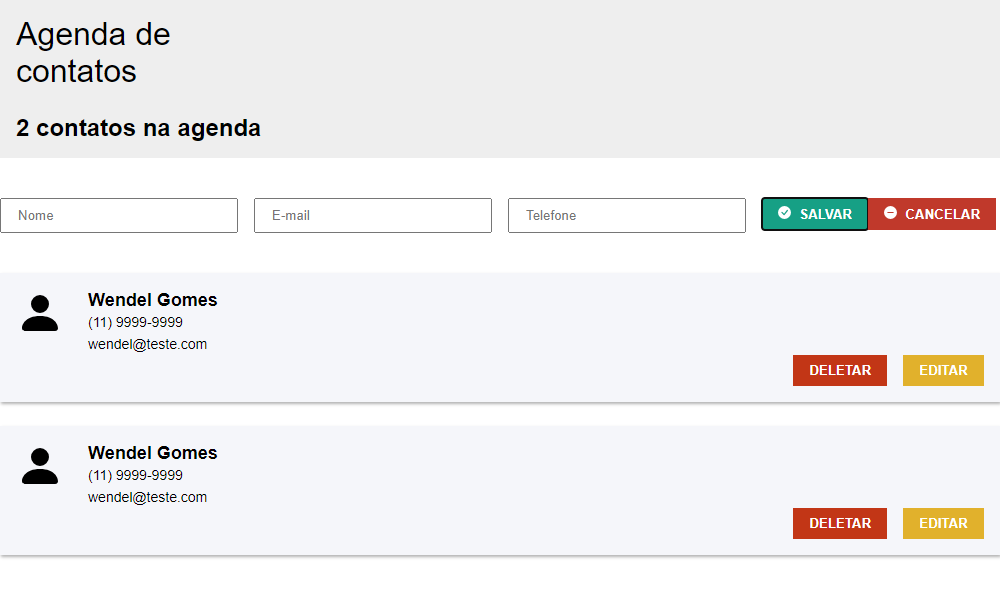 Agenda de
contatos
2 contatos na agenda
Nome E-mail Telefone SALVAR CANCELAR
Wendel Gomes
(11) 9999-9999
wendel@teste.com
DELETAR EDITAR
Wendel Gomes
(11) 9999-9999
wendel@teste.com
DELETAR EDITAR